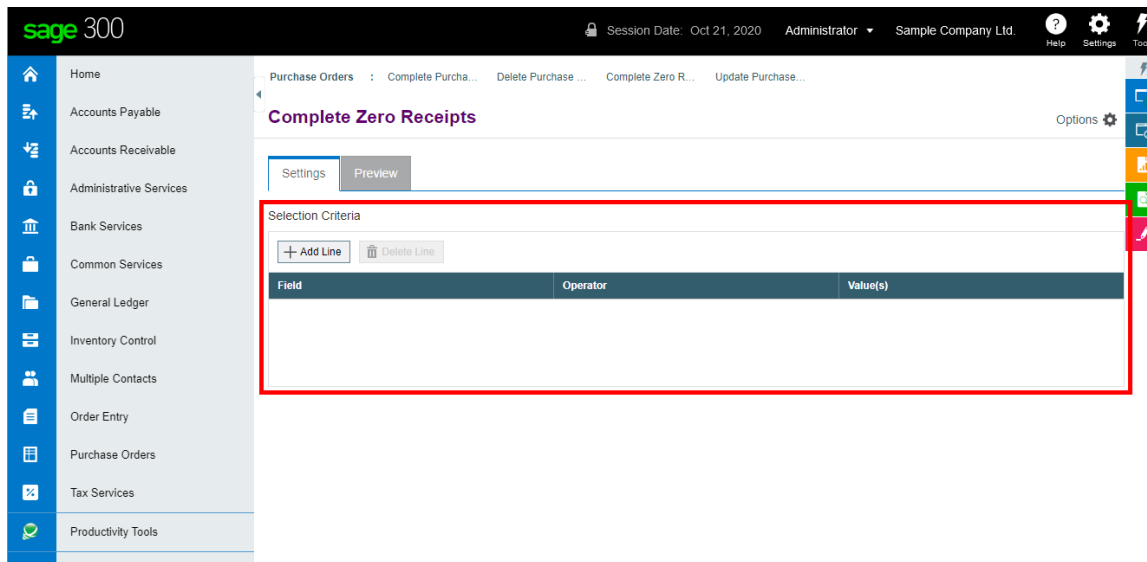 sage 300
Session Date: Oct 21, 2020 Administrator Sample Company Ltd.
? Help Settings
Home
Accounts Payable
Accounts Receivable
Administrative Services
Bank Services
Common Services
General Ledger
Inventory Control
Multiple Contacts
Order Entry
Purchase Orders
Tax Services
Productivity Tools
Purchase Orders : Complete Purcha... Delete Purchase ... Complete Zero R... Update Purchase...
Complete Zero Receipts
Options
Settings Preview
Selection Criteria
+ Add Line Delete Line
Field Operator Value(s)